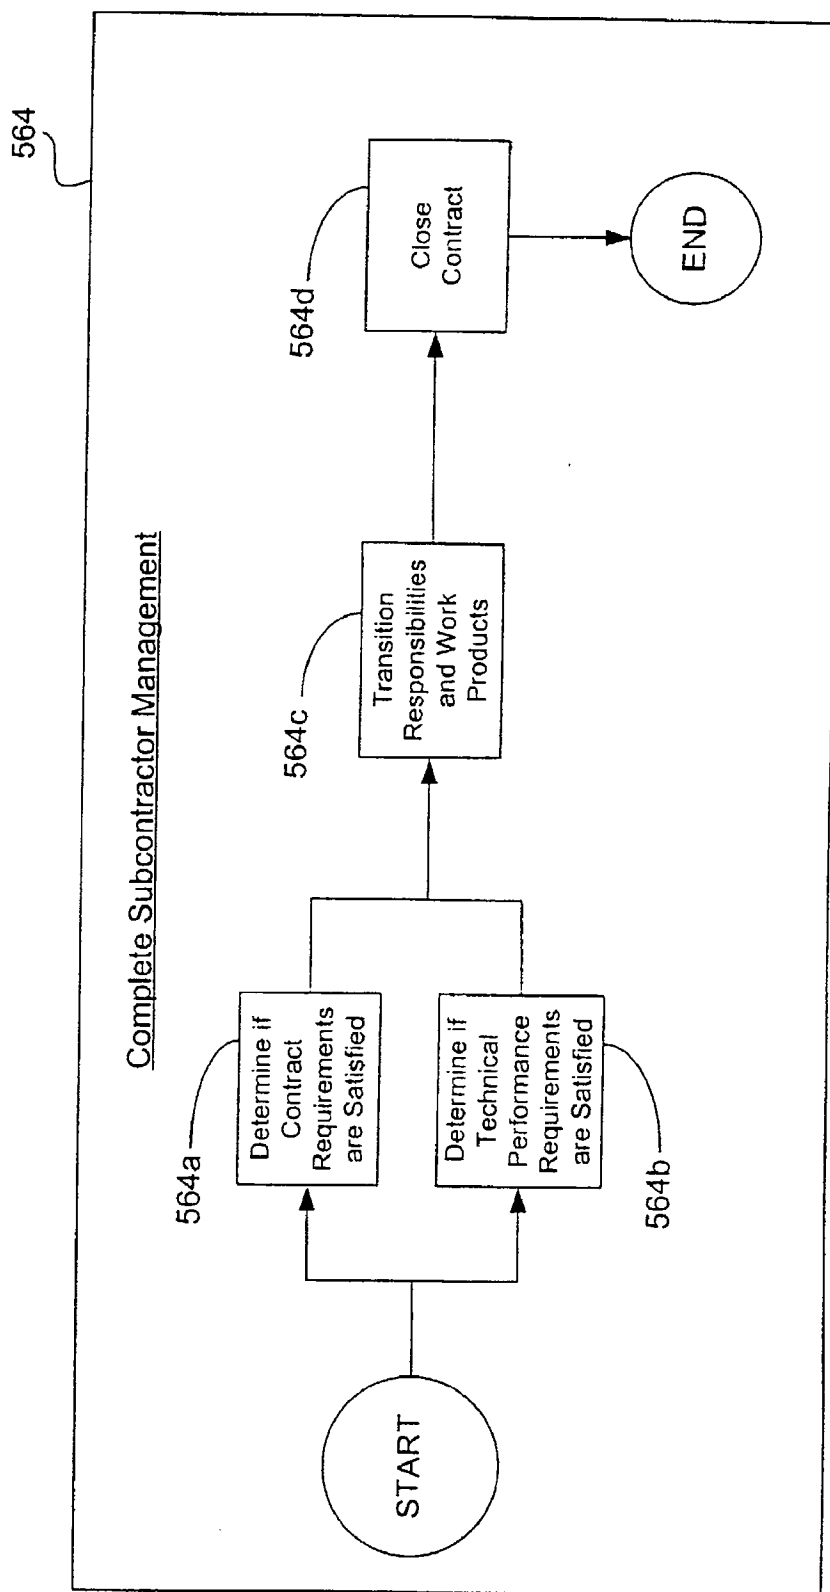 564
Complete Subcontractor Management
START
564a
Determine if
Contract
Requirements
are Satisfied
Determine if
Technical
Performance
Requirements
are Satisfied
564b
564c
Transition
Responsibilities
and Work
Products
564d
Close
Contract
END